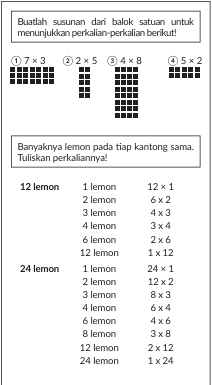 Buatlah susunan dari balok satuan untuk
menunjukkan perkalian-perkalian berikut!
① 7 × 3 ② 2 × 5 ③ 4 × 8 ④ 5 × 2
Banyaknya lemon pada tiap kantong sama.
Tuliskan perkaliannya!
12 lemon 1 lemon 12 × 1
2 lemon 6 x 2
3 lemon 4 x 3
4 lemon 3 x 4
6 lemon 2 x 6
12 lemon 1 x 12
24 lemon 1 lemon 24 × 1
2 lemon 12 x 2
3 lemon 8 x 3
4 lemon 6 x 4
6 lemon 4 x 6
8 lemon 3 x 8
12 lemon 2 x 12
24 lemon 1 x 24